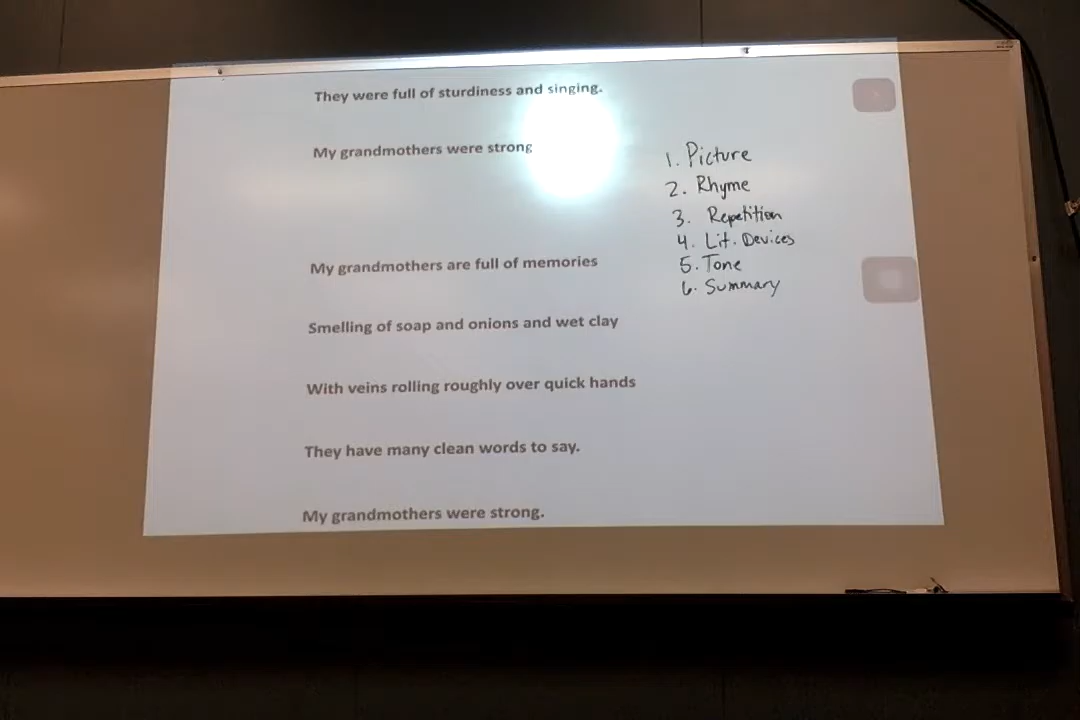 They were full of sturdiness and singing.
My grandmothers were strong
My grandmothers are full of memories
Smelling of soap and onions and wet clay
With veins rolling roughly over quick hands
They have many clean words to say.
My grandmothers were strong.
1. Picture
2. Rhyme
3. Repetition
4. Lit. Devices
5. Tone
6. Summary